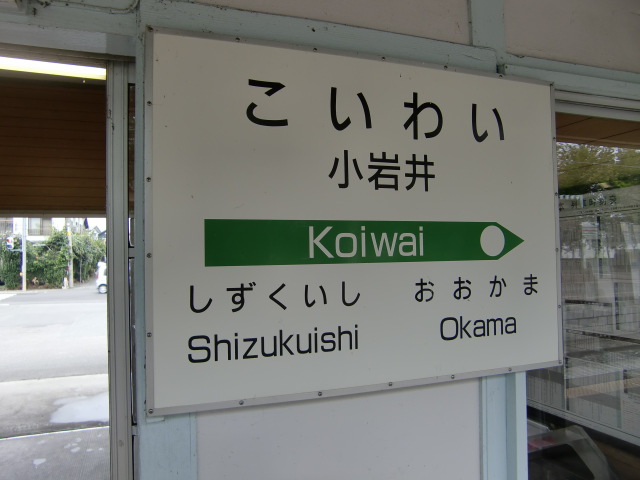 こいわい
小岩井
Koiwai
しずくいし おおかま
Shizukuishi Okama